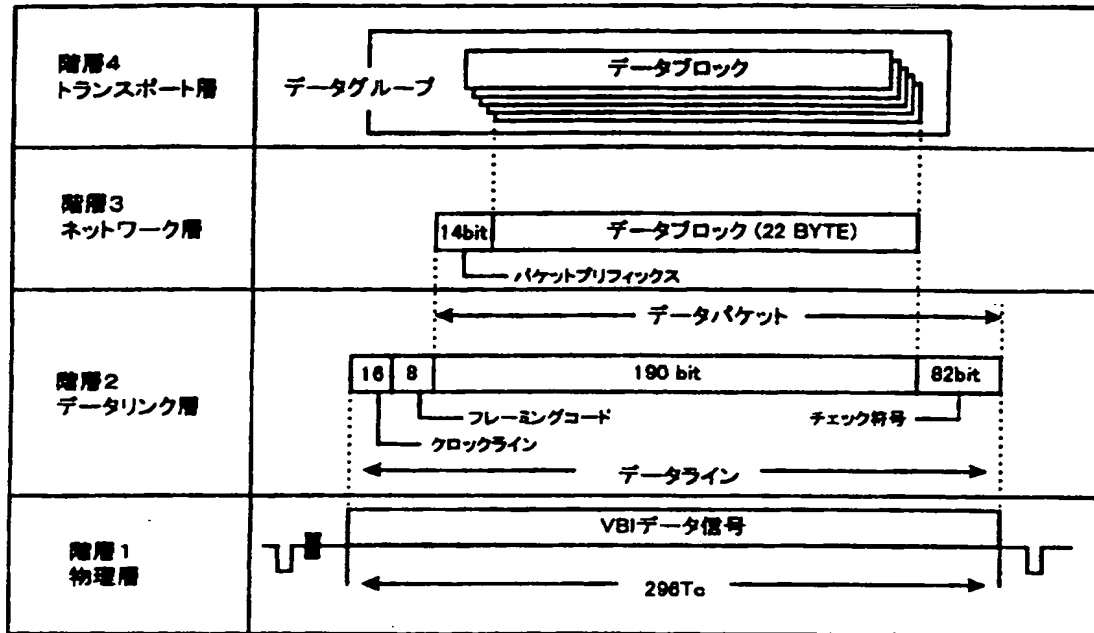 階層4
トランスポート層
データグループ
データブロック
階層3
ネットワーク層
14bit
データブロック (22 BYTE)
パケットプリフィックス
データパケット
階層2
データリンク層
16
8
190 bit
82bit
フレーミングコード
チェック符号
クロックライン
データライン
階層1
物理層
VBIデータ信号
296Tc